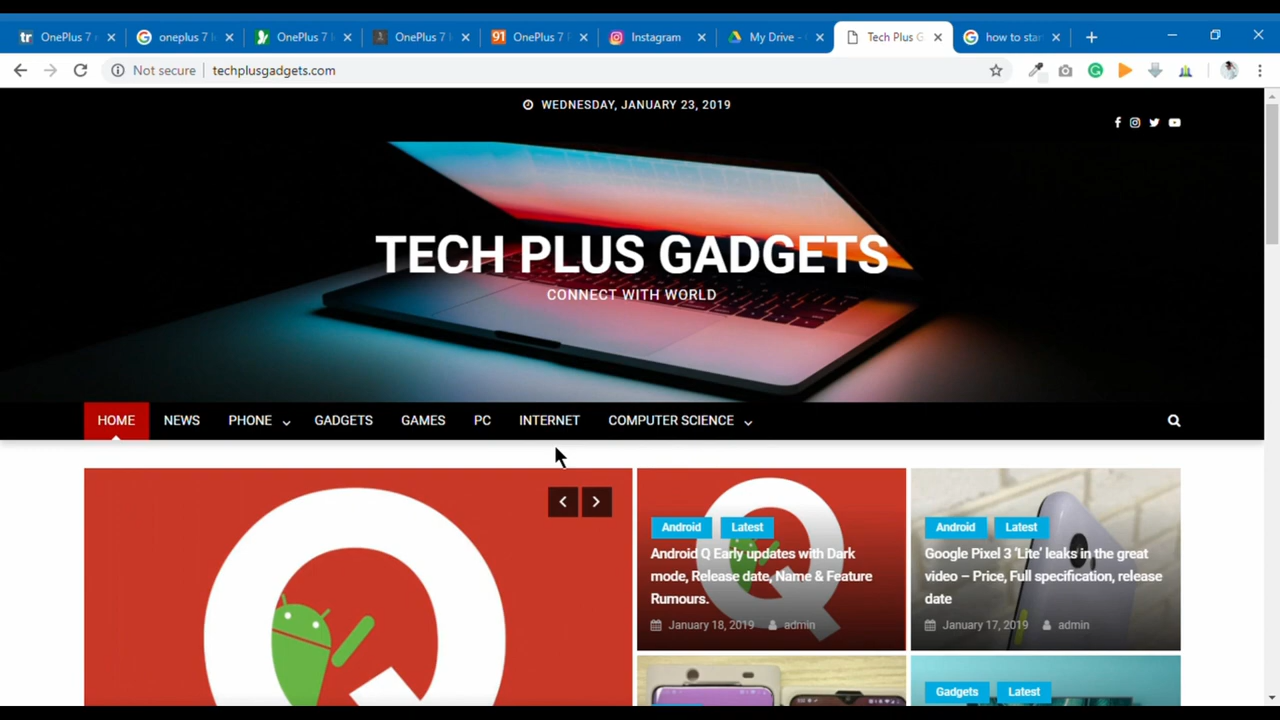 OnePlus 7
oneplus 7
OnePlus 7
OnePlus 7
91
OnePlus 7
Instagram
My Drive -
Tech Plus G
how to star
Not secure
techplusgadgets.com
WEDNESDAY, JANUARY 23, 2019
TECH PLUS GADGETS
CONNECT WITH WORLD
HOME
NEWS
PHONE
GADGETS
GAMES
PC
INTERNET
COMPUTER SCIENCE
Android
Latest
Android Q Early updates with Dark
mode, Release date, Name & Feature
Rumours.
January 18, 2019
admin
Android
Latest
Google Pixel 3 ‘Lite’ leaks in the great
video – Price, Full specification, release
date
January 17, 2019
admin
Gadgets
Latest